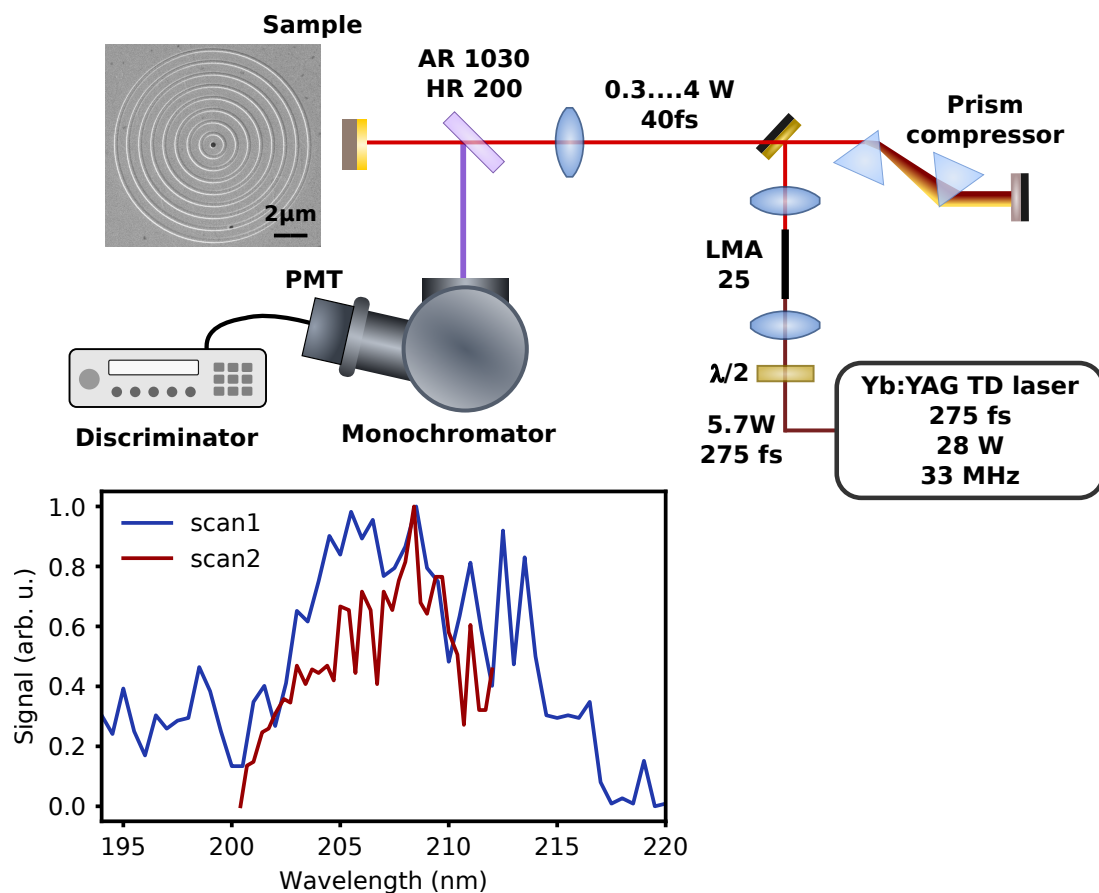 Sample
2μm
AR 1030
HR 200
0.3....4 W
40fs
Prism
compressor
LMA
25
λ/2
5.7W
275 fs
Yb:YAG TD laser
275 fs
28 W
33 MHz
PMT
Discriminator
Monochromator
scan1
scan2
Signal (arb. u.)
1.0
0.8
0.6
0.4
0.2
0.0
195
200
205
210
215
220
Wavelength (nm)